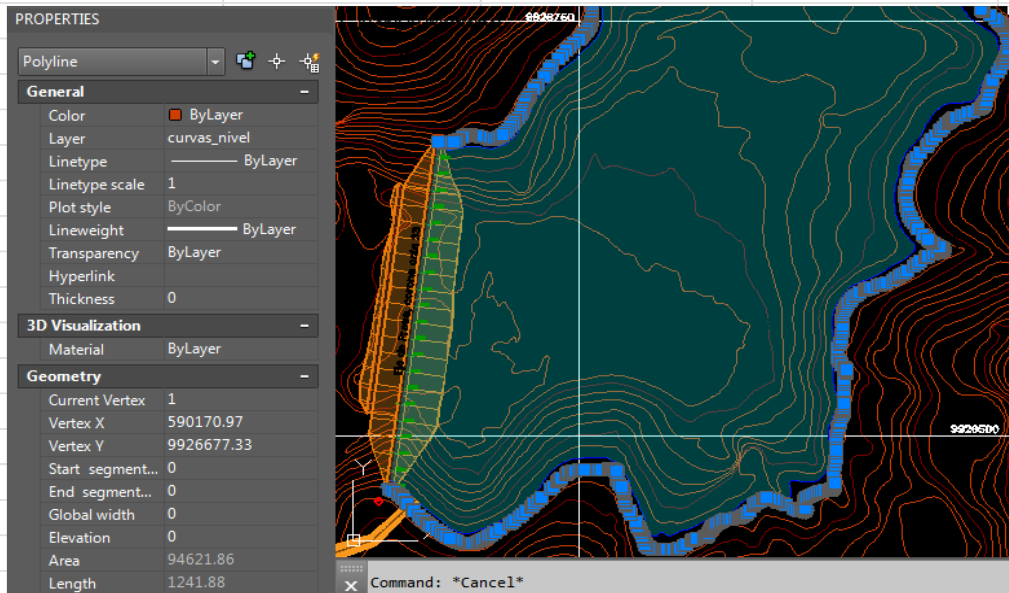 PROPERTIES
Polyline
General
Color ByLayer
Layer curvas_nivel
Linetype ByLayer
Linetype scale 1
Plot style ByColor
Lineweight ByLayer
Transparency ByLayer
Hyperlink
Thickness 0
3D Visualization
Material ByLayer
Geometry
Current Vertex 1
Vertex X 590170.97
Vertex Y 9926677.33
Start segment... 0
End segment... 0
Global width 0
Elevation 0
Area 94621.86
Length 1241.88
9926760
9926500
Y
Command: *Cancel*